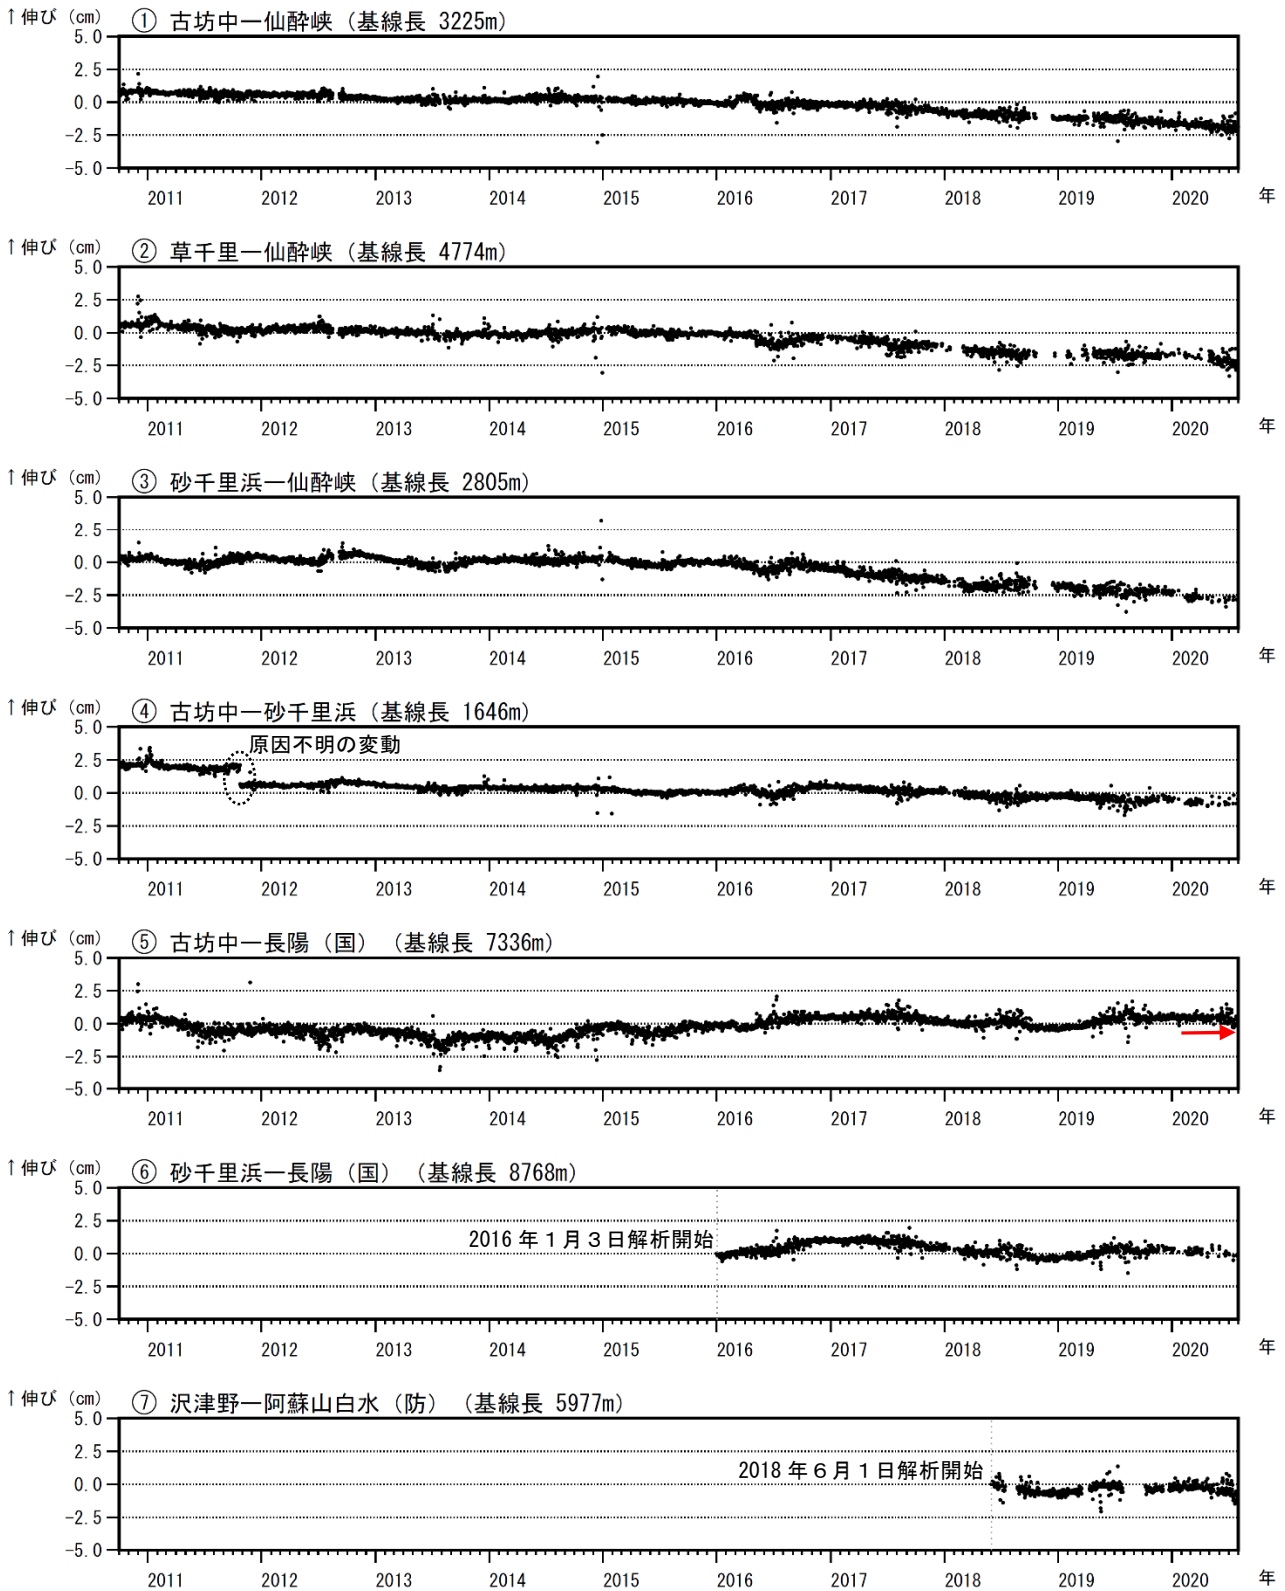 ↑伸び (cm) ① 古坊中―仙酔峡 (基線長 3225m)
5.0
2.5
0.0
-2.5
-5.0
2011 2012 2013 2014 2015 2016 2017 2018 2019 2020 年
↑伸び (cm) ② 草千里―仙酔峡 (基線長 4774m)
5.0
2.5
0.0
-2.5
-5.0
2011 2012 2013 2014 2015 2016 2017 2018 2019 2020 年
↑伸び (cm) ③ 砂千里浜―仙酔峡 (基線長 2805m)
5.0
2.5
0.0
-2.5
-5.0
2011 2012 2013 2014 2015 2016 2017 2018 2019 2020 年
↑伸び (cm) ④ 古坊中―砂千里浜 (基線長 1646m)
5.0
原因不明の変動
2.5
0.0
-2.5
-5.0
2011 2012 2013 2014 2015 2016 2017 2018 2019 2020 年
↑伸び (cm) ⑤ 古坊中―長陽(国) (基線長 7336m)
5.0
2.5
0.0
-2.5
-5.0
2011 2012 2013 2014 2015 2016 2017 2018 2019 2020 年
↑伸び (cm) ⑥ 砂千里浜―長陽(国) (基線長 8768m)
5.0
2.5
2016年1月3日解析開始
0.0
-2.5
-5.0
2011 2012 2013 2014 2015 2016 2017 2018 2019 2020 年
↑伸び (cm) ⑦ 沢津野―阿蘇山白水(防) (基線長 5977m)
5.0
2.5
2018年6月1日解析開始
0.0
-2.5
-5.0
2011 2012 2013 2014 2015 2016 2017 2018 2019 2020 年